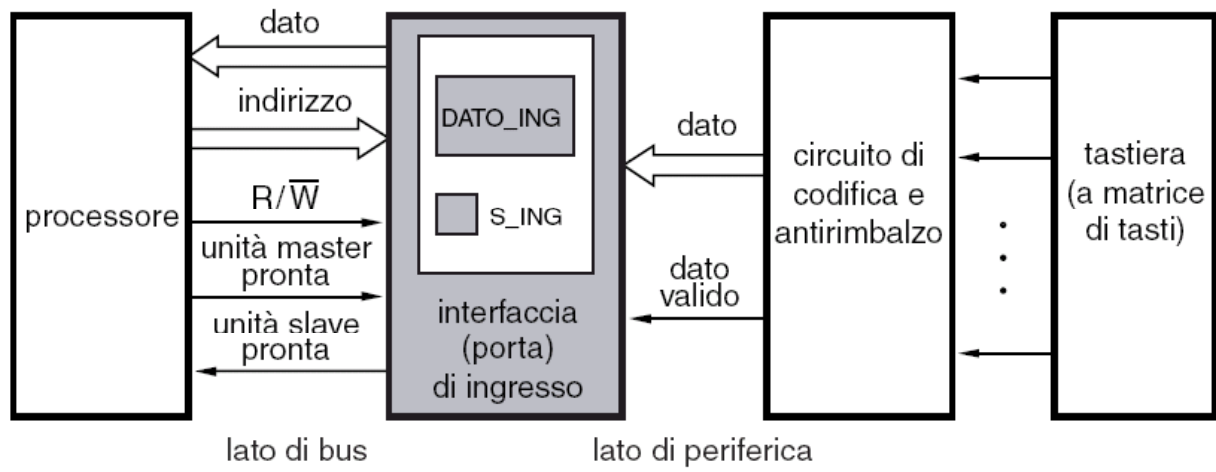 processore
dato
indirizzo
R/W̅
unità master
pronta
unità slave
pronta
DATO_ING
S_ING
interfaccia
(porta)
di ingresso
dato
dato
valido
circuito di
codifica e
antirimbalzo
tastiera
(a matrice
di tasti)
lato di bus
lato di periferica